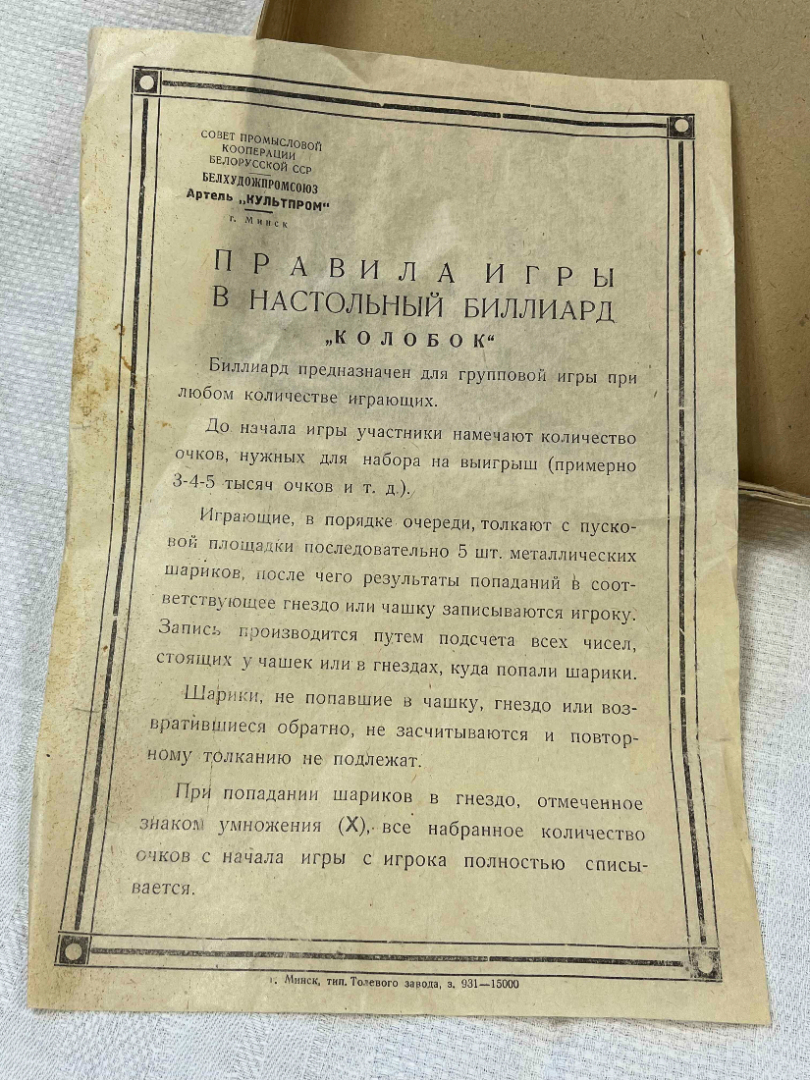 СОВЕТ ПРОМЫСЛОВОЙ
КООПЕРАЦИИ
БЕЛОРУССКОЙ ССР
БЕЛХУДОЖПРОМСОЮЗ
Артель „КУЛЬТПРОМ“
г. Минск
ПРАВИЛА ИГРЫ
В НАСТОЛЬНЫЙ БИЛЛИАРД
„КОЛОБОК“
Биллиард предназначен для групповой игры при
любом количестве играющих.
До начала игры участники намечают количество
очков, нужных для набора на выигрыш (примерно
3-4-5 тысяч очков и т. д.).
Играющие, в порядке очереди, толкают с пуско-
вой площадки последовательно 5 шт. металлических
шариков, после чего результаты попаданий в соот-
ветствующее гнездо или чашку записываются игроку.
Запись производится путем подсчета всех чисел,
стоящих у чашек или в гнездах, куда попали шарики.
Шарики, не попавшие в чашку, гнездо или воз-
вратившиеся обратно, не засчитываются и повтор-
ному толканию не подлежат.
При попадании шариков в гнездо, отмеченное
знаком умножения (X), все набранное количество
очков с начала игры с игрока полностью списы-
вается.
г. Минск, тип. Толевого завода, з. 931—15000